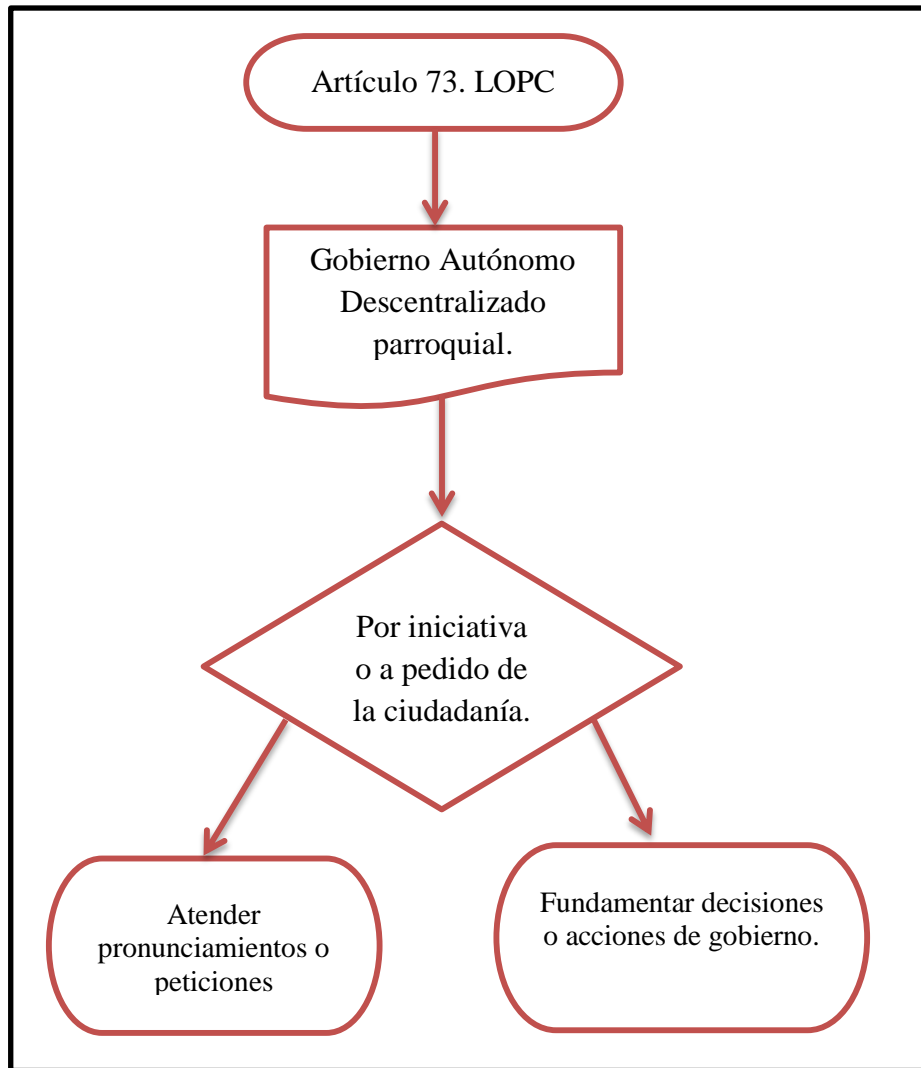 Artículo 73. LOPC
Gobierno Autónomo
Descentralizado
parroquial.
Por iniciativa
o a pedido de
la ciudadanía.
Atender
pronunciamientos o
peticiones
Fundamentar decisiones
o acciones de gobierno.